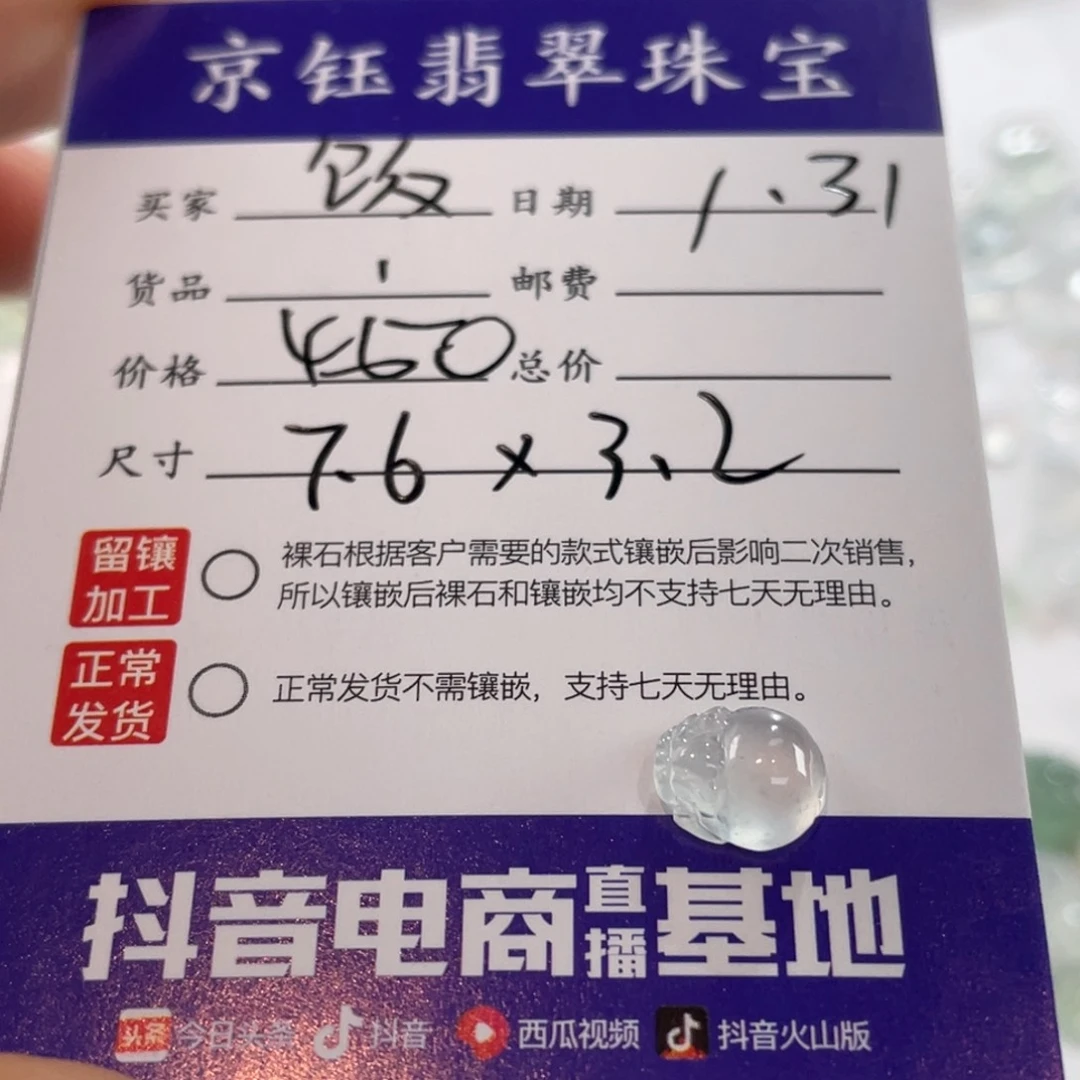 京钰翡翠珠宝
买家 饭 日期 1.31
货品 1 邮费
价格 450 总价
尺寸 7.6 x 3.2
留镶加工 裸石根据客户需要的款式镶嵌后影响二次销售,
所以镶嵌后裸石和镶嵌均不支持七天无理由。
正常发货 正常发货不需镶嵌,支持七天无理由。
抖音电商直播基地
头条 今日头条 抖音 西瓜视频 抖音火山版